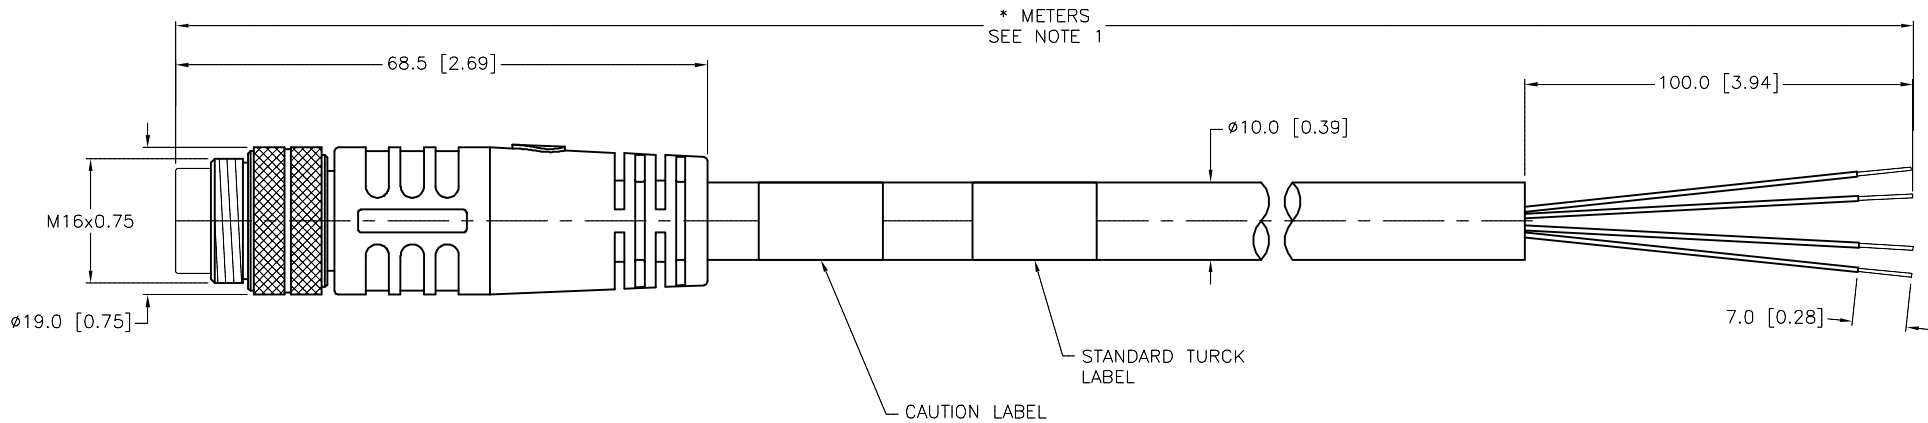 * METERS
SEE NOTE 1
68.5 [2.69]
100.0 [3.94]
ø10.0 [0.39]
M16x0.75
ø19.0 [0.75]
7.0 [0.28]
STANDARD TURCK
LABEL
CAUTION LABEL